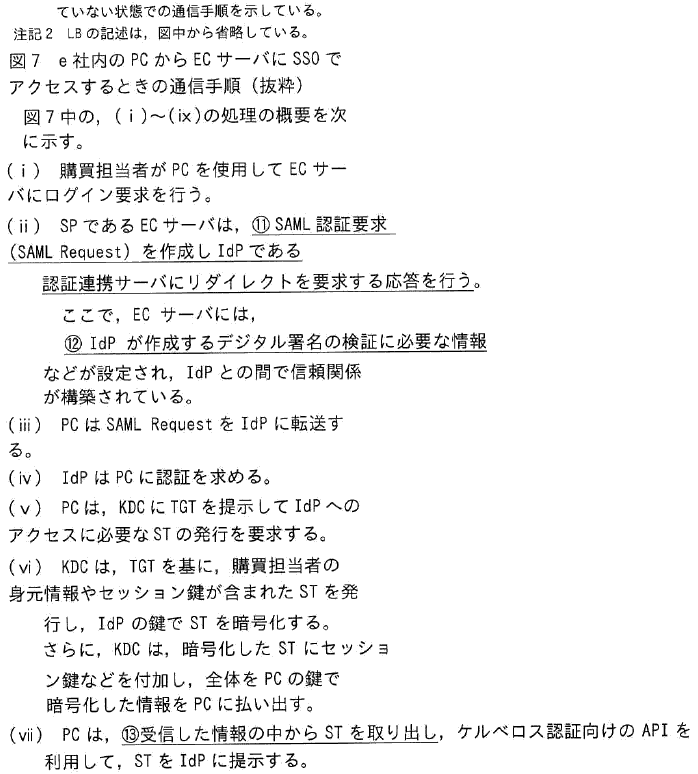 ていない状態での通信手順を示している。
注記2 LBの記述は，図中から省略している。
図7 e社内のPCからECサーバにSSOで
アクセスするときの通信手順（抜粋）
図7中の，(ⅰ)～(ⅸ)の処理の概要を次
に示す。
(ⅰ) 購買担当者がPCを使用してECサー
バにログイン要求を行う。
(ⅱ) SPであるECサーバは，⑪SAML認証要求
(SAML Request) を作成しIdPである
認証連携サーバにリダイレクトを要求する応答を行う。
ここで，EC サーバには，
⑫ IdP が作成するデジタル署名の検証に必要な情報
などが設定され，IdPとの間で信頼関係
が構築されている。
(ⅲ) PCはSAML RequestをIdPに転送す
る。
(ⅳ) IdPはPCに認証を求める。
(ⅴ) PCは，KDCにTGTを提示してIdPへの
アクセスに必要なSTの発行を要求する。
(ⅵ) KDCは，TGTを基に，購買担当者の
身元情報やセッション鍵が含まれたSTを発
行し，IdPの鍵でSTを暗号化する。
さらに，KDCは，暗号化したSTにセッショ
ン鍵などを付加し，全体をPCの鍵で
暗号化した情報をPCに払い出す。
(ⅶ) PCは，⑬受信した情報の中からSTを取り出し，ケルベロス認証向けのAPIを
利用して，STをIdPに提示する。